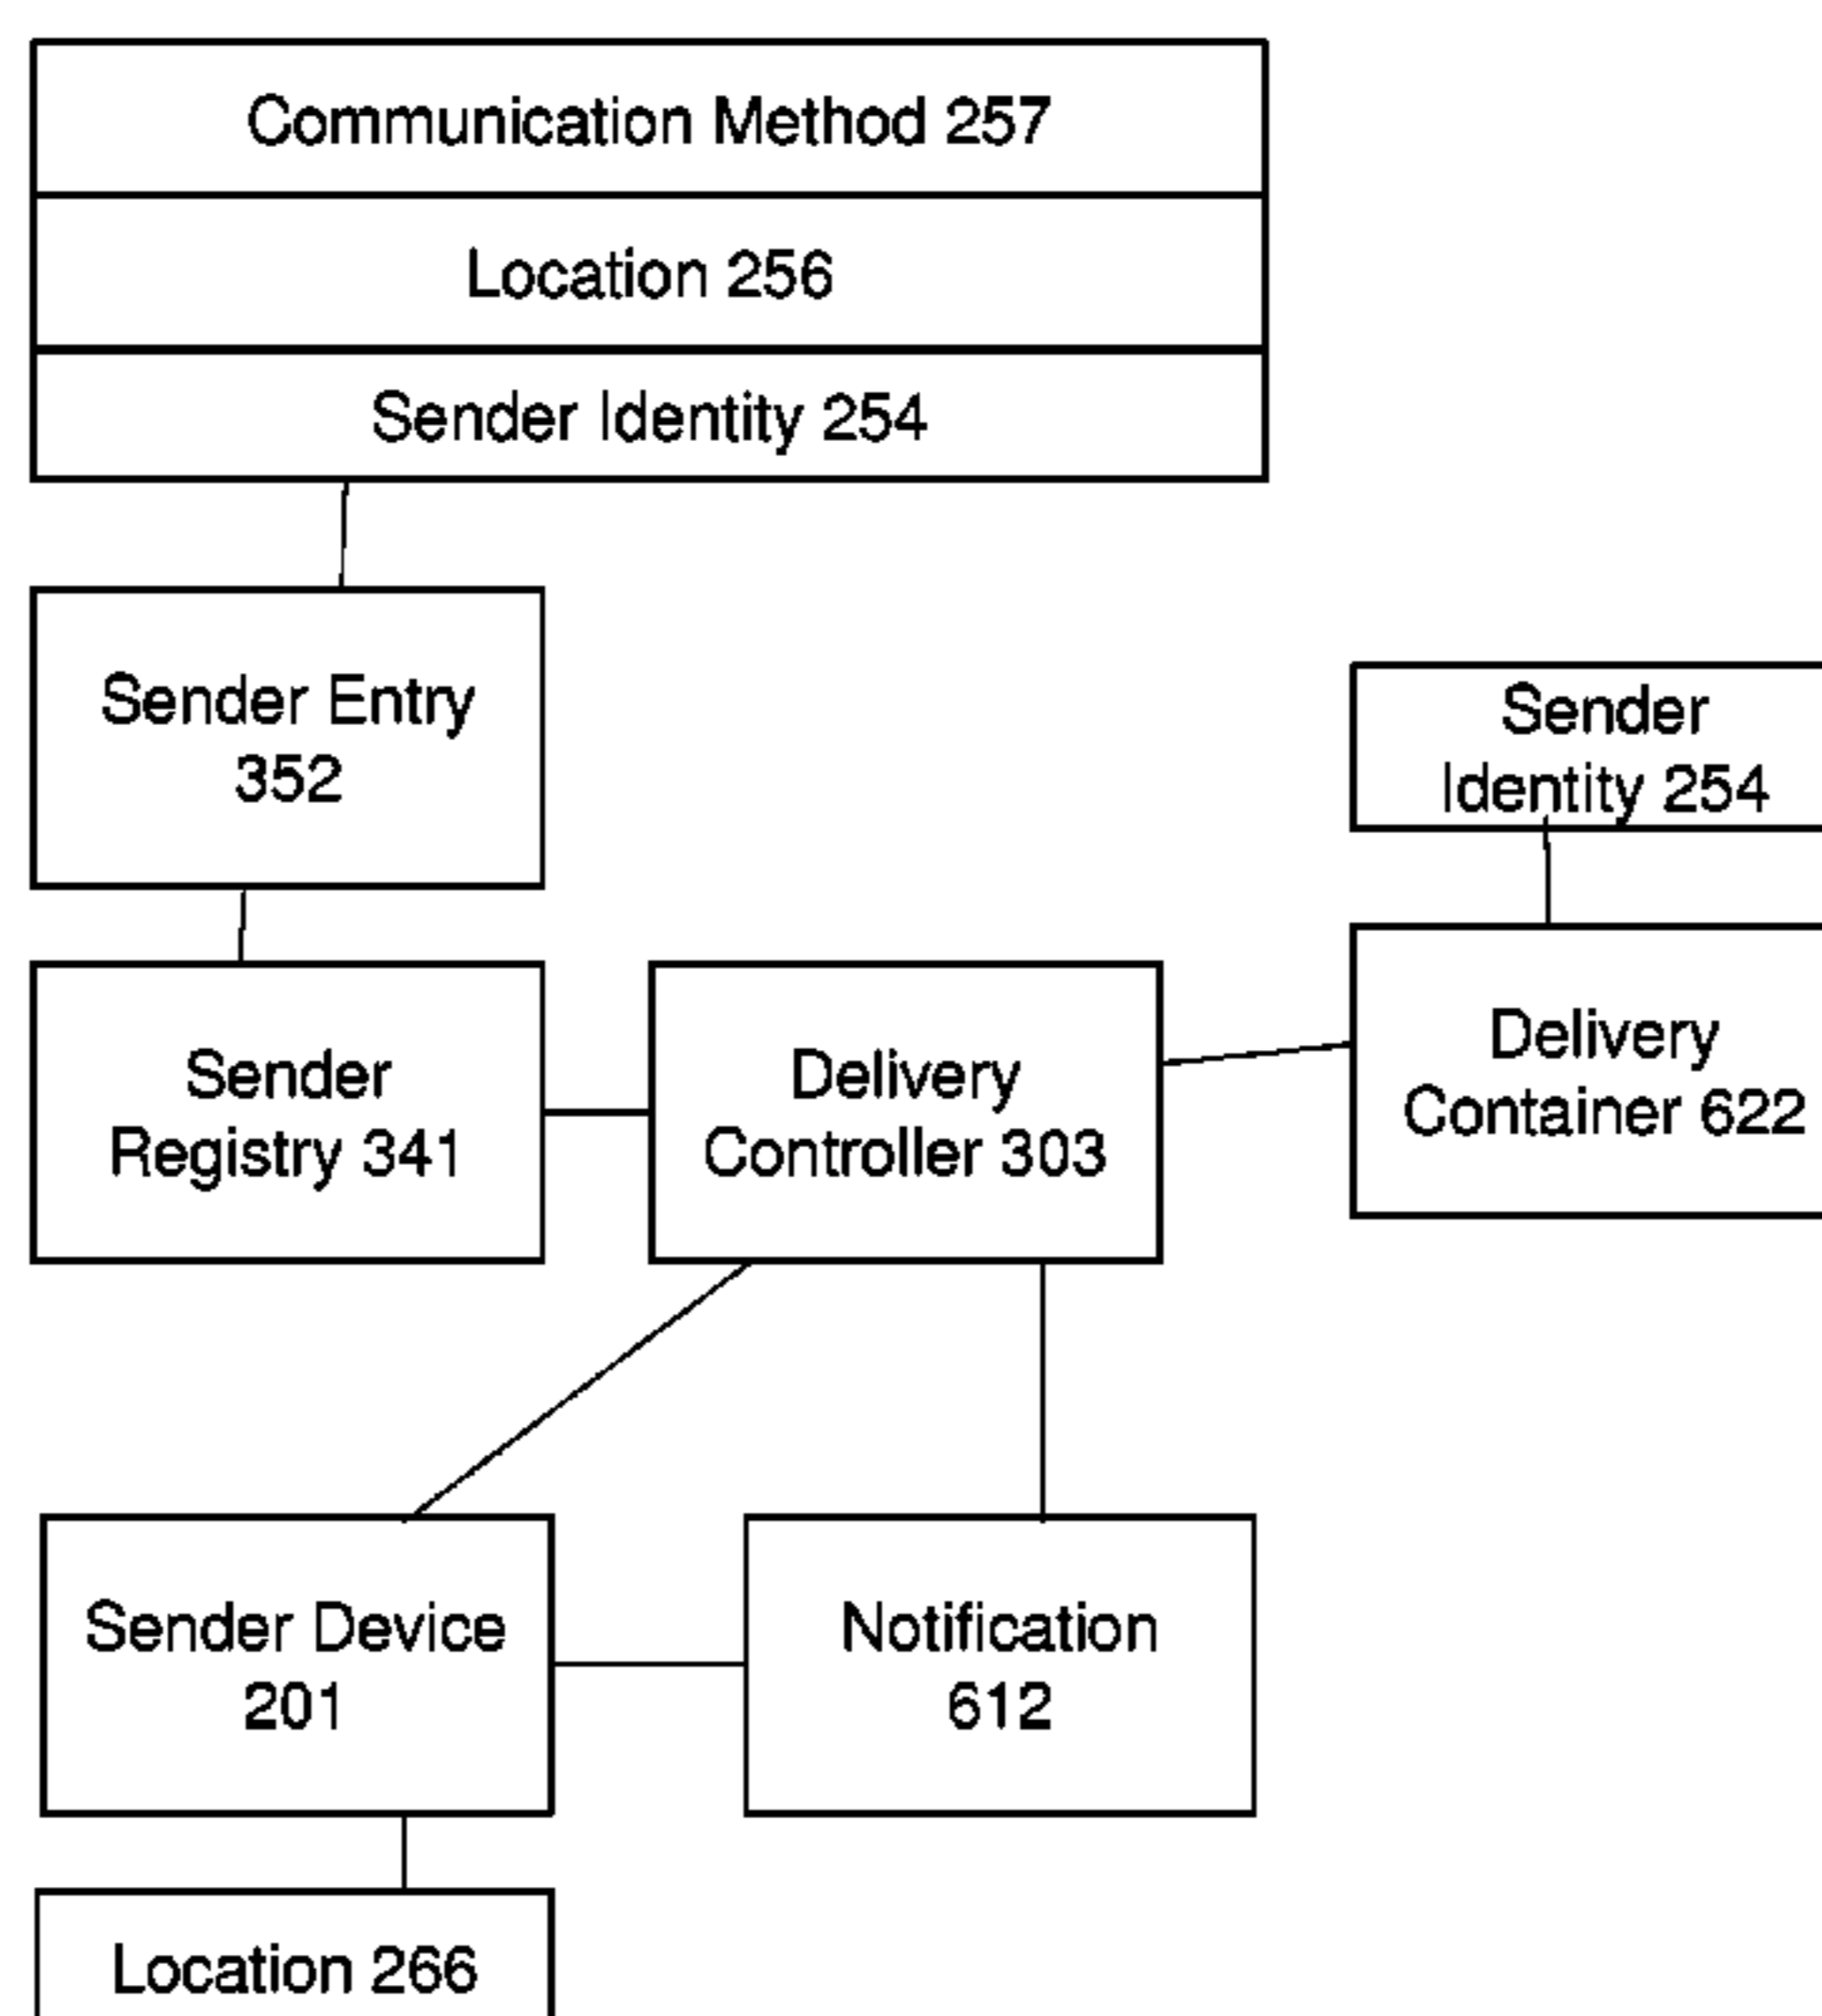 Communication Method 257
Location 256
Sender Identity 254
Sender Entry
352
Sender
Identity 254
Sender
Registry 341
Delivery
Controller 303
Delivery
Container 622
Sender Device
201
Notification
612
Location 266